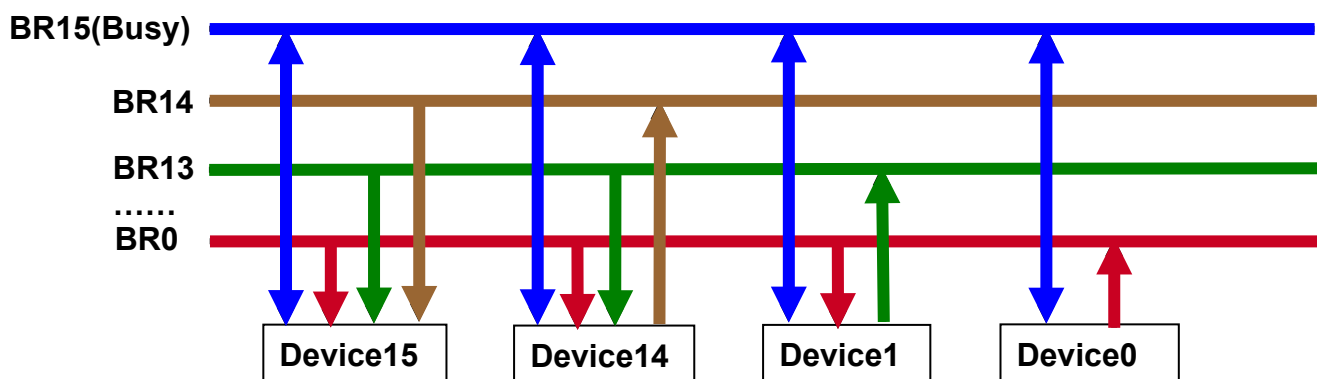 BR15(Busy)
BR14
BR13
......
BR0
Device15 Device14 Device1 Device0